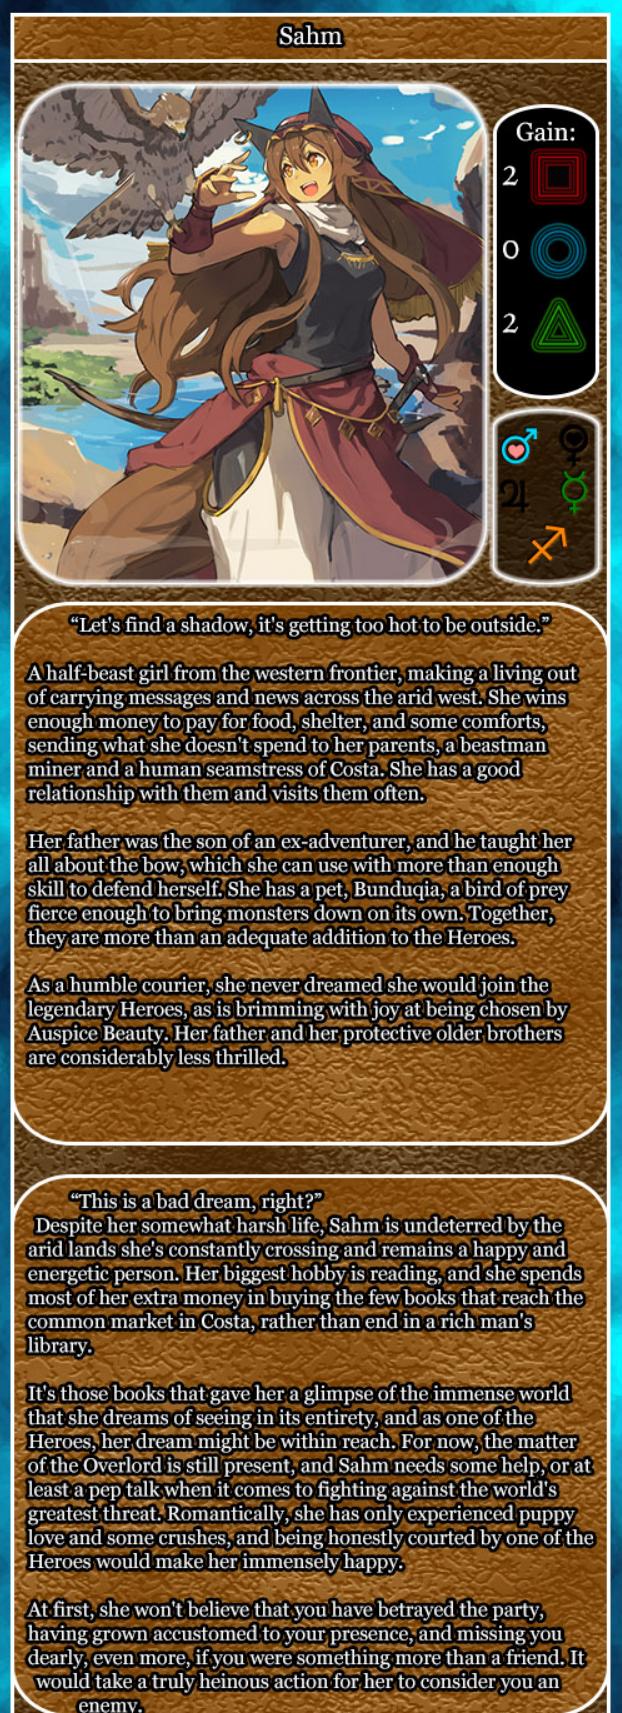 Sahm
Gain:
2
0
2
“Let's find a shadow, it's getting too hot to be outside.”
A half-beast girl from the western frontier, making a living out
of carrying messages and news across the arid west. She wins
enough money to pay for food, shelter, and some comforts,
sending what she doesn't spend to her parents, a beastman
miner and a human seamstress of Costa. She has a good
relationship with them and visits them often.
Her father was the son of an ex-adventurer, and he taught her
all about the bow, which she can use with more than enough
skill to defend herself. She has a pet, Bunduqia, a bird of prey
fierce enough to bring monsters down on its own. Together,
they are more than an adequate addition to the Heroes.
As a humble courier, she never dreamed she would join the
legendary Heroes, as is brimming with joy at being chosen by
Auspice Beauty. Her father and her protective older brothers
are considerably less thrilled.
“This is a bad dream, right?”
Despite her somewhat harsh life, Sahm is undeterred by the
arid lands she's constantly crossing and remains a happy and
energetic person. Her biggest hobby is reading, and she spends
most of her extra money in buying the few books that reach the
common market in Costa, rather than end in a rich man's
library.
It's those books that gave her a glimpse of the immense world
that she dreams of seeing in its entirety, and as one of the
Heroes, her dream might be within reach. For now, the matter
of the Overlord is still present, and Sahm needs some help, or at
least a pep talk when it comes to fighting against the world's
greatest threat. Romantically, she has only experienced puppy
love and some crushes, and being honestly courted by one of the
Heroes would make her immensely happy.
At first, she won't believe that you have betrayed the party,
having grown accustomed to your presence, and missing you
dearly, even more, if you were something more than a friend. It
would take a truly heinous action for her to consider you an
enemy.